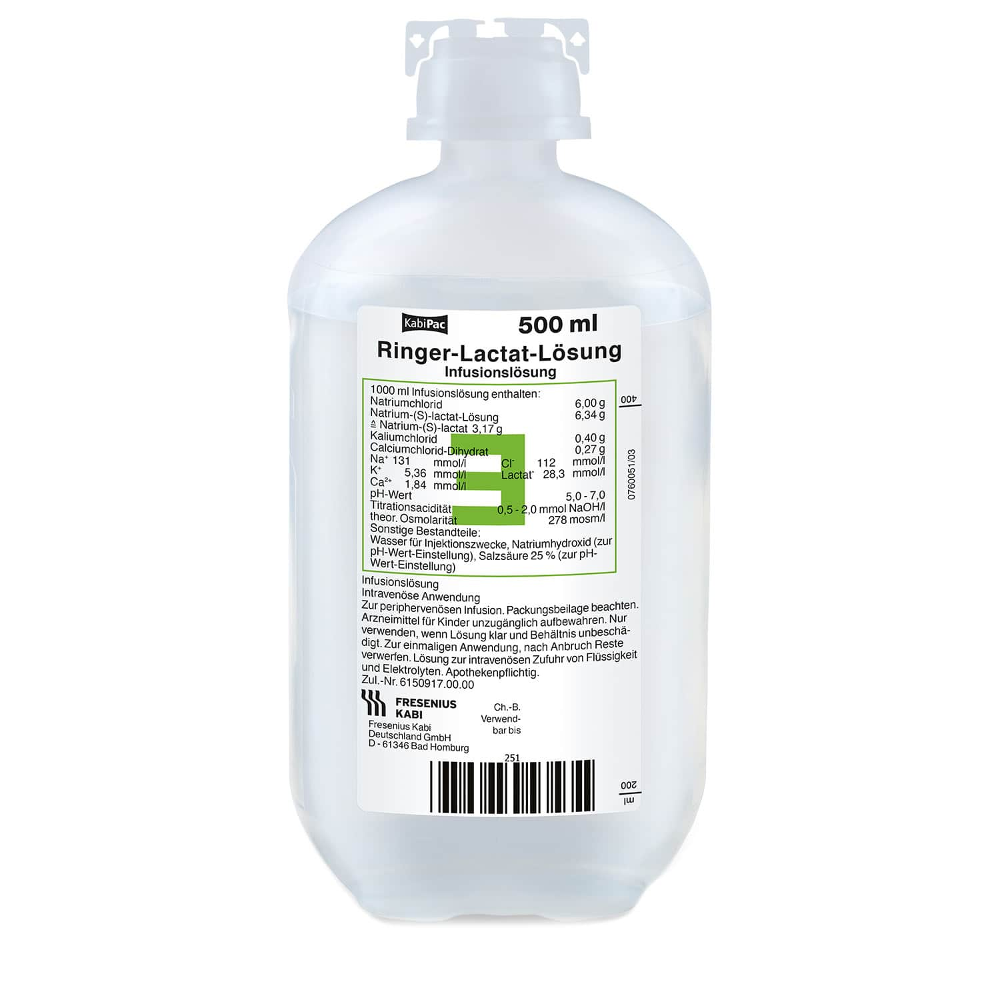 KabiPac
500 ml
Ringer-Lactat-Lösung
Infusionslösung
1000 ml Infusionslösung enthalten:
Natriumchlorid 6,00 g
Natrium-(S)-lactat-Lösung 6,34 g
≙ Natrium-(S)-lactat 3,17 g
Kaliumchlorid 0,40 g
Calciumchlorid-Dihydrat 0,27 g
Na⁺ 131 mmol/l Cl⁻ 112 mmol/l
K⁺ 5,36 mmol/l Lactat⁻ 28,3 mmol/l
Ca²⁺ 1,84 mmol/l
pH-Wert 5,0 - 7,0
Titrationsacidität 0,5 - 2,0 mmol NaOH/l
theor. Osmolarität 278 mosm/l
Sonstige Bestandteile:
Wasser für Injektionszwecke, Natriumhydroxid (zur
pH-Wert-Einstellung), Salzsäure 25 % (zur pH-
Wert-Einstellung)
Infusionslösung
Intravenöse Anwendung
Zur periphervenösen Infusion. Packungsbeilage beachten.
Arzneimittel für Kinder unzugänglich aufbewahren. Nur
verwenden, wenn Lösung klar und Behältnis unbeschä-
digt. Zur einmaligen Anwendung, nach Anbruch Reste
verwerfen. Lösung zur intravenösen Zufuhr von Flüssigkeit
und Elektrolyten. Apothekenpflichtig.
Zul.-Nr. 6150917.00.00
FRESENIUS
KABI
Fresenius Kabi
Deutschland GmbH
D - 61346 Bad Homburg
Ch.-B.
Verwend-
bar bis
251
400
0760051/03
200
ml